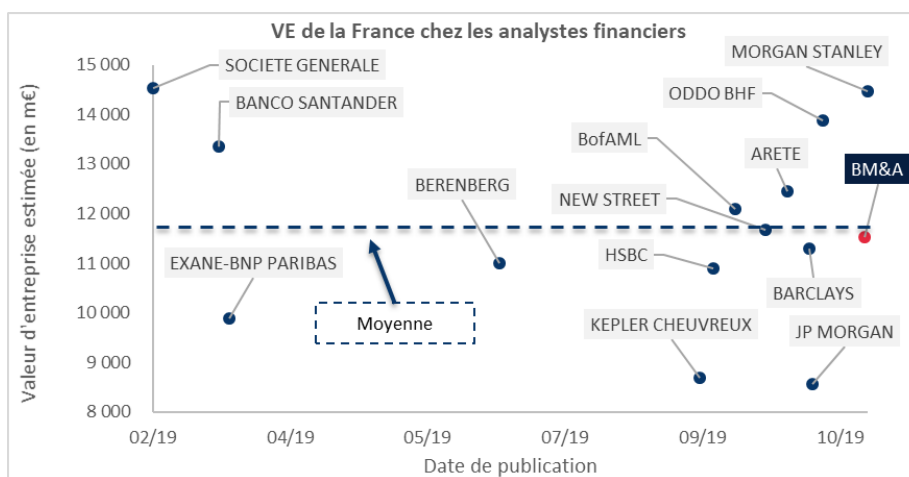 VE de la France chez les analystes financiers
Valeur d'entreprise estimée (en m€)
15 000
14 000
13 000
12 000
11 000
10 000
9 000
8 000
SOCIETE GENERALE
BANCO SANTANDER
EXANE-BNP PARIBAS
BERENBERG
Moyenne
MORGAN STANLEY
ODDO BHF
BofAML
ARETE
BM&A
NEW STREET
HSBC
BARCLAYS
KEPLER CHEUVREUX
JP MORGAN
02/19
04/19
05/19
07/19
09/19
10/19
Date de publication